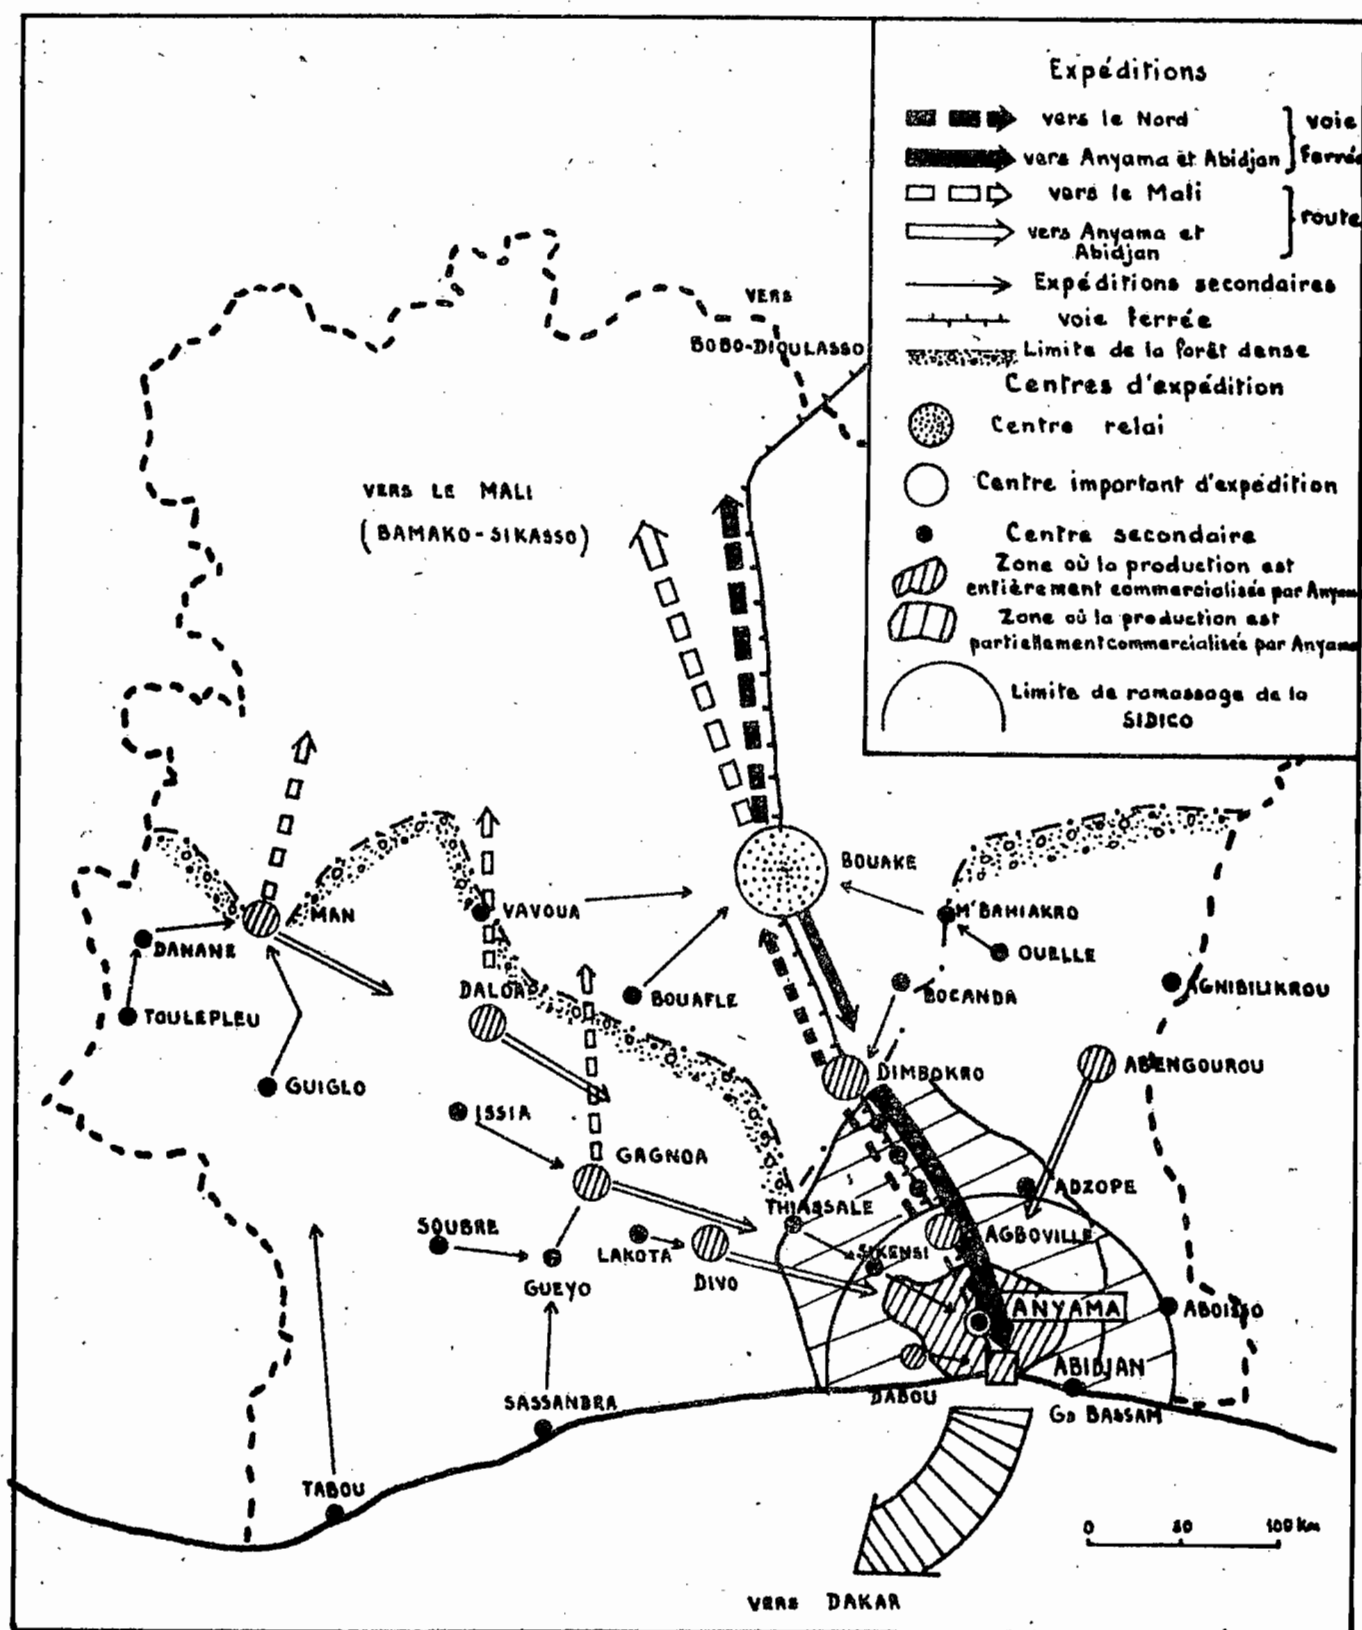 Expéditions
vers le Nord
voie
vers Anyama et Abidjan
ferrée
vers le Mali
route
vers Anyama et
Abidjan
Expéditions secondaires
voie ferrée
Limite de la forêt dense
Centres d'expédition
Centre relai
Centre important d'expédition
Centre secondaire
Zone où la production est
entièrement commercialisée par Anyama
Zone où la production est
partiellement commercialisée par Anyama
Limite de ramassage de la
SIDICO
VERS
BOBO-DIOULASSO
VERS LE MALI
(BAMAKO-SIKASSO)
BOUAKE
MAN
VAVOUA
M'BAHIAKRO
DANANE
OUELLE
DALOA
BOUAFLE
BOCANDA
AGNIBILIKROU
TOULEPLEU
GUIGLO
DIMBOKRO
ABENGOUROU
ISSIA
GAGNOA
ADZOPE
THIASSALE
SOUBRE
LAKOTA
SIKENSI
AGBOVILLE
GUEYO
DIVO
ANYAMA
ABOISSO
ABIDJAN
DABOU
SASSANDRA
GD BASSAM
TABOU
0 50 100 Km
VERS DAKAR